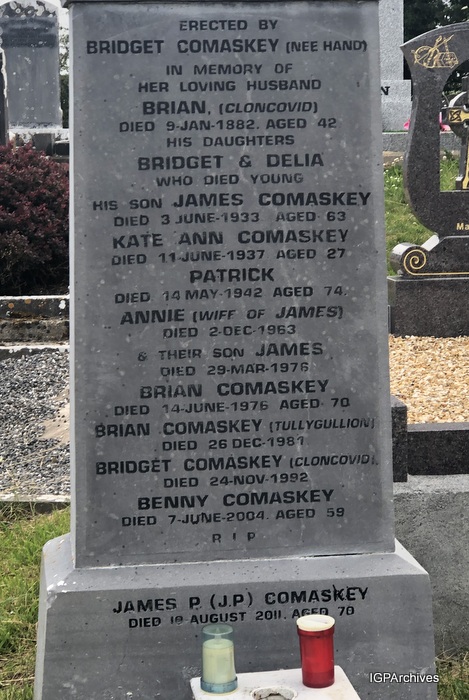 ERECTED BY
BRIDGET COMASKEY (NEE HAND)
IN MEMORY OF
HER LOVING HUSBAND
BRIAN, (CLONCOVID)
DIED 9-JAN-1882. AGED 42
HIS DAUGHTERS
BRIDGET & DELIA
WHO DIED YOUNG
HIS SON JAMES COMASKEY
DIED 3 JUNE-1933 AGED 63
KATE ANN COMASKEY
DIED 11-JUNE-1937 AGED 27
PATRICK
DIED 14 MAY-1942 AGED 74.
ANNIE (WIFE OF JAMES)
DIED 2-DEC-1963
& THEIR SON JAMES
DIED 29-MAR-1976
BRIAN COMASKEY
DIED 14-JUNE-1976 AGED 70
BRIAN COMASKEY (TULLYGULLION)
DIED 26 DEC-1981
BRIDGET COMASKEY (CLONCOVID).
DIED 24-NOV-1992
BENNY COMASKEY
DIED 7-JUNE-2004. AGED 59
R I P
JAMES P. (J.P.) COMASKEY
DIED 18-AUGUST 2011. AGED 70
N
Ma
IGPArchives